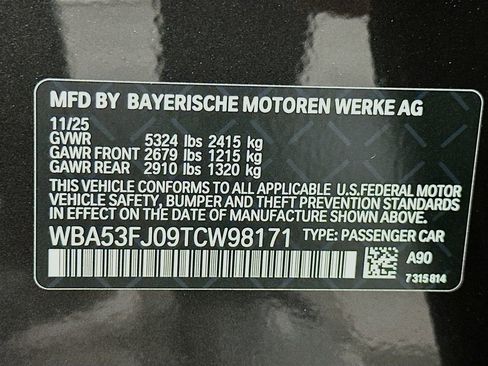 MFD BY BAYERISCHE MOTOREN WERKE AG
11/25
GVWR 5324 lbs 2415 kg
GAWR FRONT 2679 lbs 1215 kg
GAWR REAR 2910 lbs 1320 kg
THIS VEHICLE CONFORMS TO ALL APPLICABLE U.S.FEDERAL MOTOR
VEHICLE SAFETY, BUMPER AND THEFT PREVENTION STANDARDS
IN EFFECT ON THE DATE OF MANUFACTURE SHOWN ABOVE.
WBA53FJ09TCW98171 TYPE: PASSENGER CAR
A90
7315814